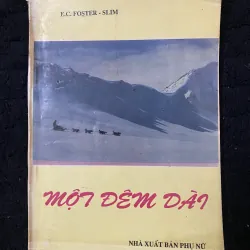 E.C. FOSTER - SLIM
MỘT ĐÊM DÀI
NHÀ XUẤT BẢN PHỤ NỮ